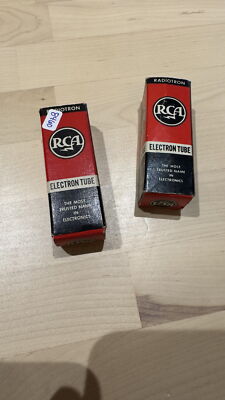 RADIOTRON
RCA
ELECTRON TUBE
THE MOST
TRUSTED NAME
IN
ELECTRONICS
RADIOTRON
RCA
ELECTRON TUBE
THE MOST
TRUSTED NAME
IN
ELECTRONICS